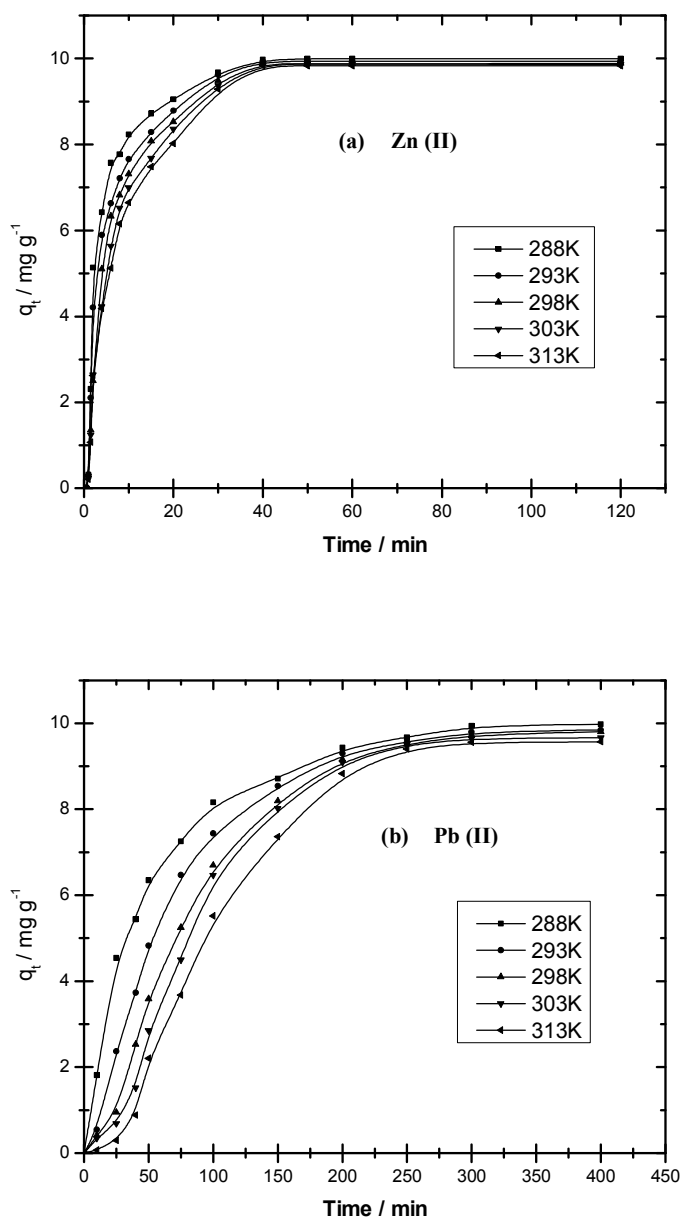 10
8
6
4
2
0
q_t / mg g⁻¹
(a) Zn (II)
288K
293K
298K
303K
313K
0 20 40 60 80 100 120
Time / min
10
8
6
4
2
0
q_t / mg g⁻¹
(b) Pb (II)
288K
293K
298K
303K
313K
0 50 100 150 200 250 300 350 400 450
Time / min